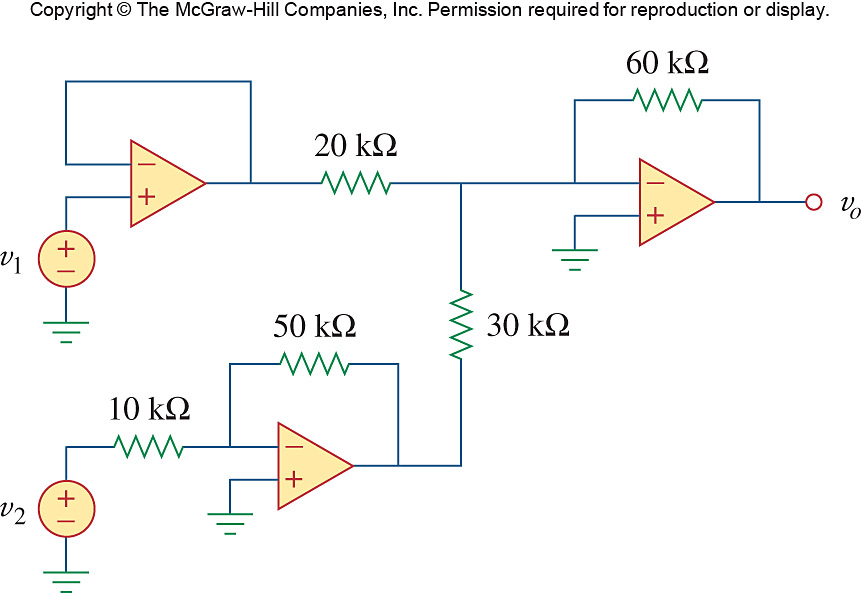 Copyright © The McGraw-Hill Companies, Inc. Permission required for reproduction or display.
60 kΩ
20 kΩ
−
+
−
+
vo
+
−
v1
50 kΩ
30 kΩ
10 kΩ
−
+
+
−
v2